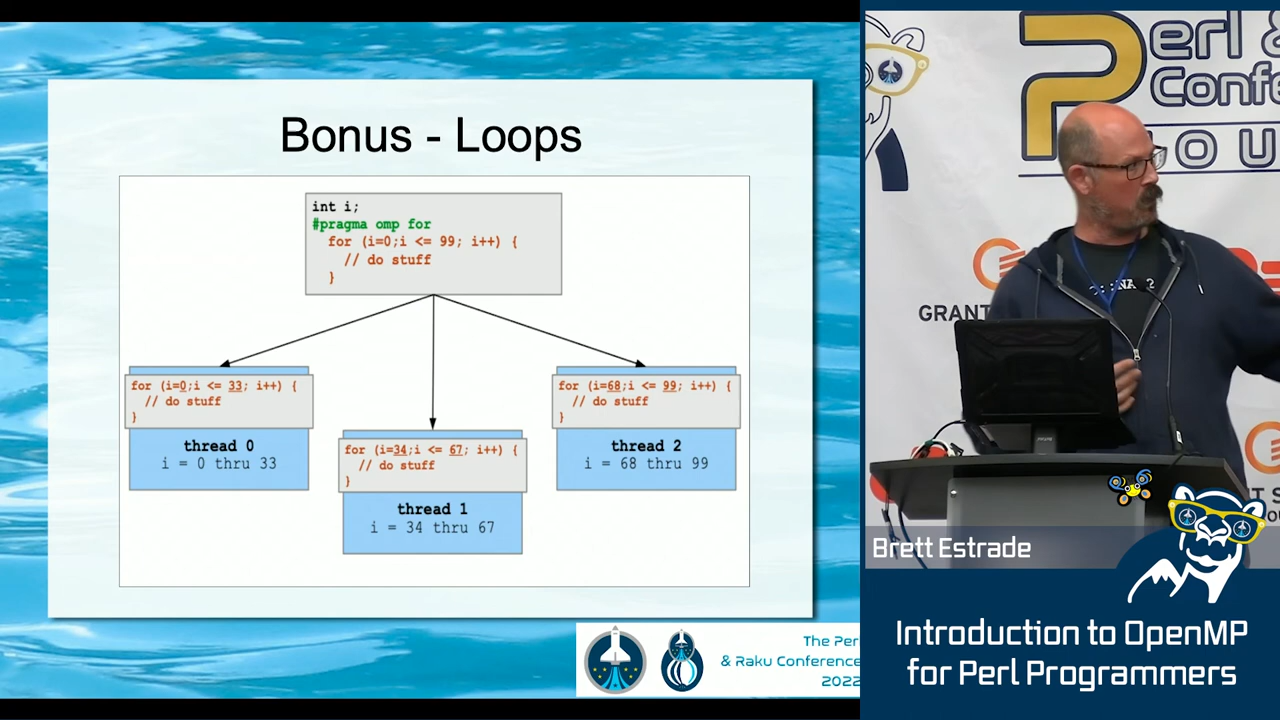 Bonus - Loops
int i;
#pragma omp for
for (i=0;i <= 99; i++) {
// do stuff
}
for (i=0;i <= 33; i++) {
// do stuff
}
thread 0
i = 0 thru 33
for (i=34;i <= 67; i++) {
// do stuff
}
thread 1
i = 34 thru 67
for (i=68;i <= 99; i++) {
// do stuff
}
thread 2
i = 68 thru 99
The Per
& Raku Conference
2022
Perl &
Confe
HOU
GRANT
Brett Estrade
Introduction to OpenMP
for Perl Programmers